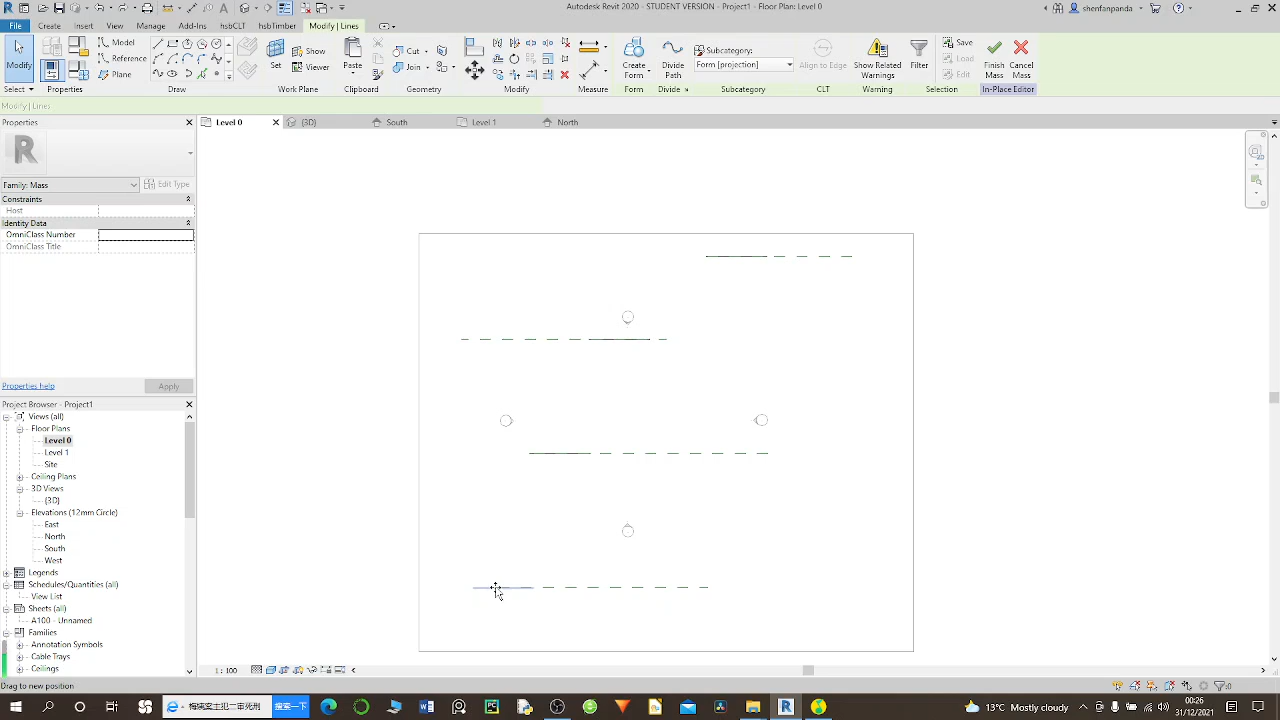 Autodesk Revit 2020 - STUDENT VERSION - Project1 - Floor Plan: Level 0
shenfanpanda
File Create Insert View Manage Add-Ins hsbCLT hsbTimber Modify | Lines
Modify
Select
Properties
Model
Reference
Plane
Draw
Set
Show
Viewer
Work Plane
Paste
Clipboard
Cut
Join
Geometry
Modify
Measure
Create Form
Divide Path
Form
Divide
Subcategory:
Form [projection]
Subcategory
Align to Edge
CLT
Show Related Warnings
Warning
Filter
Save
Load
Edit
Selection
Finish Mass
Cancel Mass
In-Place Editor
Modify | Lines
Properties
Level 0
{3D}
South
Level 1
North
Family: Mass
Edit Type
Constraints
Host
Identity Data
OmniClass Number
OmniClass Title
Properties help
Apply
Project Browser - Project1
Views (all)
Floor Plans
Level 0
Level 1
Site
Ceiling Plans
3D Views
{3D}
Elevations (12mm Circle)
East
North
South
West
Legends
Schedules/Quantities (all)
View List
Sheets (all)
A100 - Unnamed
Families
Annotation Symbols
Cable Trays
Ceilings
1 : 100
Drag to new position
:0
搜索一下
13°C Mostly cloudy
00:26
31/12/2021